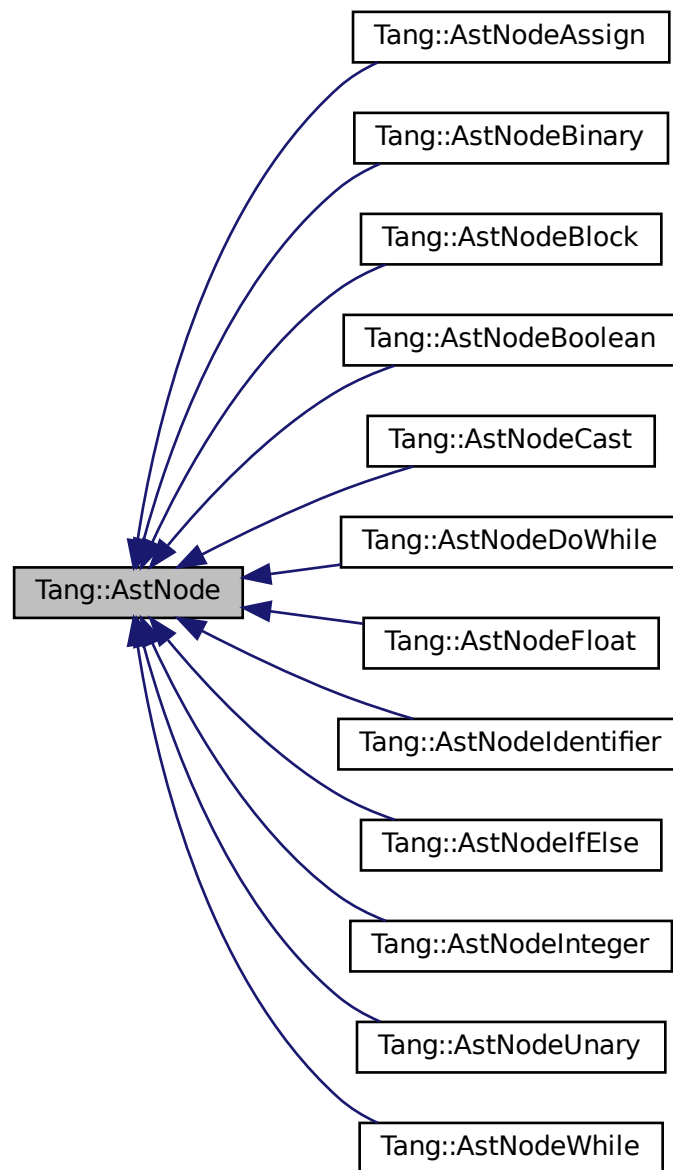 Tang::AstNodeAssign
Tang::AstNodeBinary
Tang::AstNodeBlock
Tang::AstNodeBoolean
Tang::AstNodeCast
Tang::AstNodeDoWhile
Tang::AstNode
Tang::AstNodeFloat
Tang::AstNodeIdentifier
Tang::AstNodeIfElse
Tang::AstNodeInteger
Tang::AstNodeUnary
Tang::AstNodeWhile